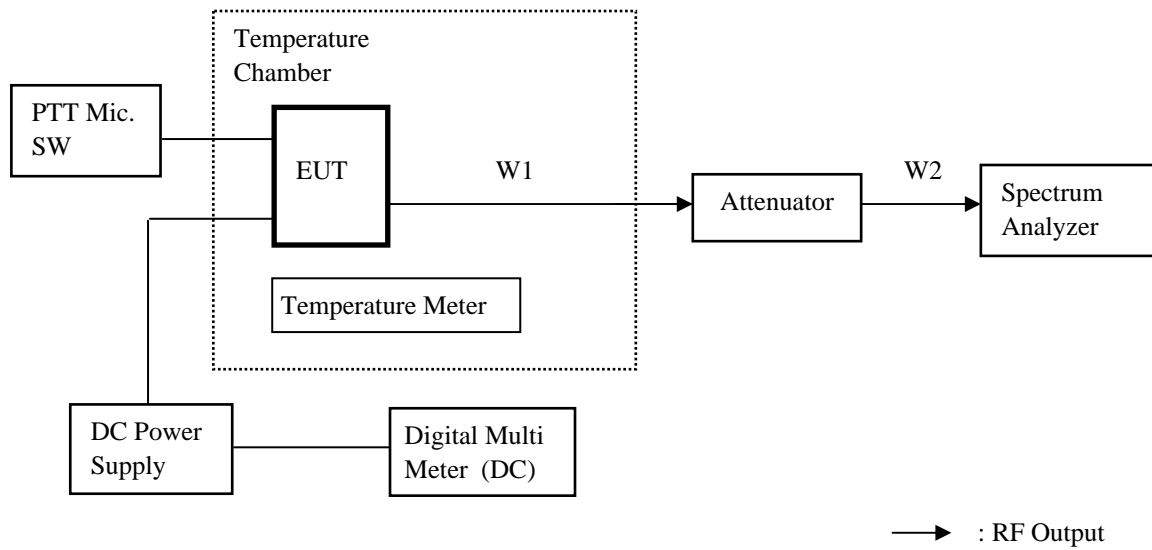 Temperature
Chamber
PTT Mic.
SW
EUT
W1
Attenuator
W2
Spectrum
Analyzer
Temperature Meter
DC Power
Supply
Digital Multi
Meter (DC)
: RF Output